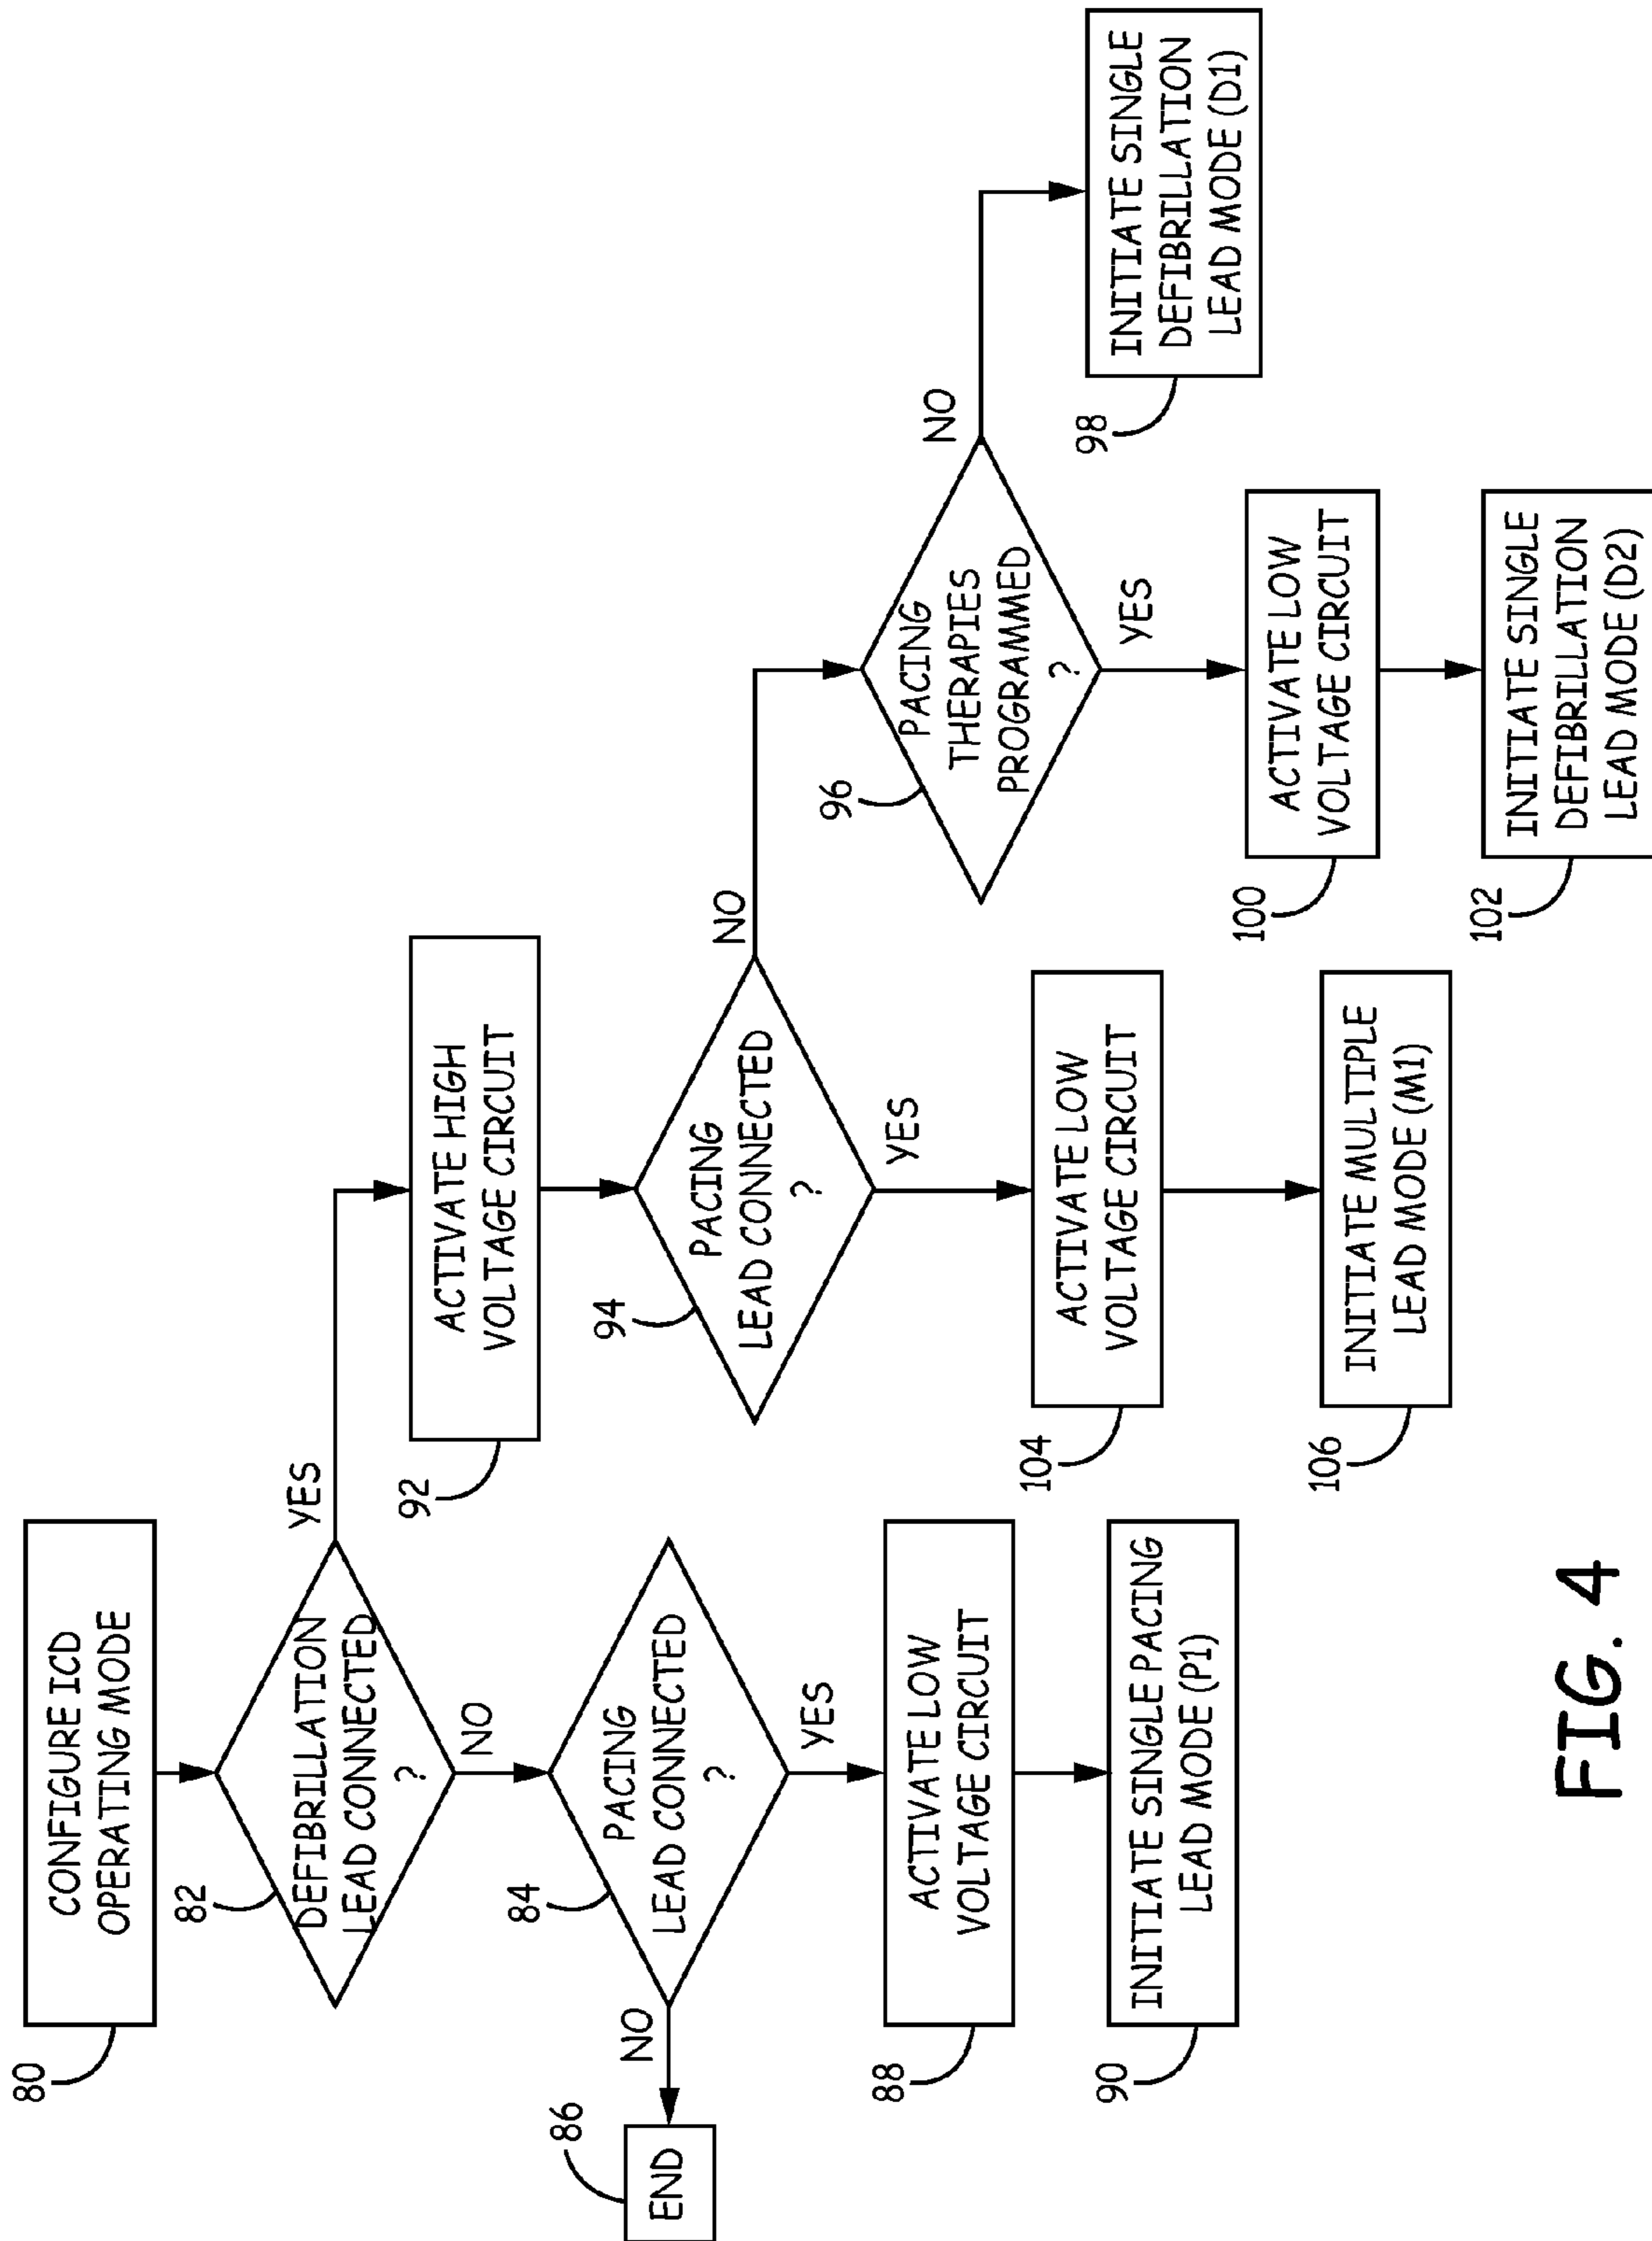 80
CONFIGURE ICD
OPERATING MODE
82
DEFIBRILLATION
LEAD CONNECTED
?
YES
NO
84
PACING
LEAD CONNECTED
?
NO
YES
86
END
88
ACTIVATE LOW
VOLTAGE CIRCUIT
90
INITIATE SINGLE PACING
LEAD MODE (P1)
92
ACTIVATE HIGH
VOLTAGE CIRCUIT
94
PACING
LEAD CONNECTED
?
NO
YES
104
ACTIVATE LOW
VOLTAGE CIRCUIT
106
INITIATE MULTIPLE
LEAD MODE (M1)
96
PACING
THERAPIES
PROGRAMMED
?
NO
YES
98
INITIATE SINGLE
DEFIBRILLATION
LEAD MODE (D1)
100
ACTIVATE LOW
VOLTAGE CIRCUIT
102
INITIATE SINGLE
DEFIBRILLATION
LEAD MODE (D2)
FIG. 4